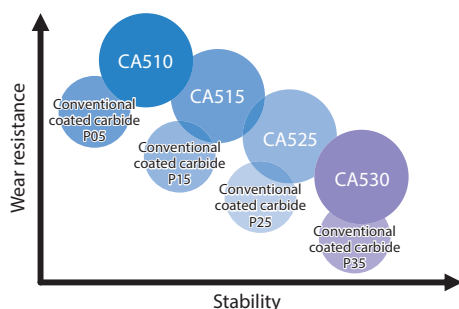 Wear resistance
CA510
Conventional
coated carbide
P05
CA515
Conventional
coated carbide
P15
CA525
Conventional
coated carbide
P25
CA530
Conventional
coated carbide
P35
Stability